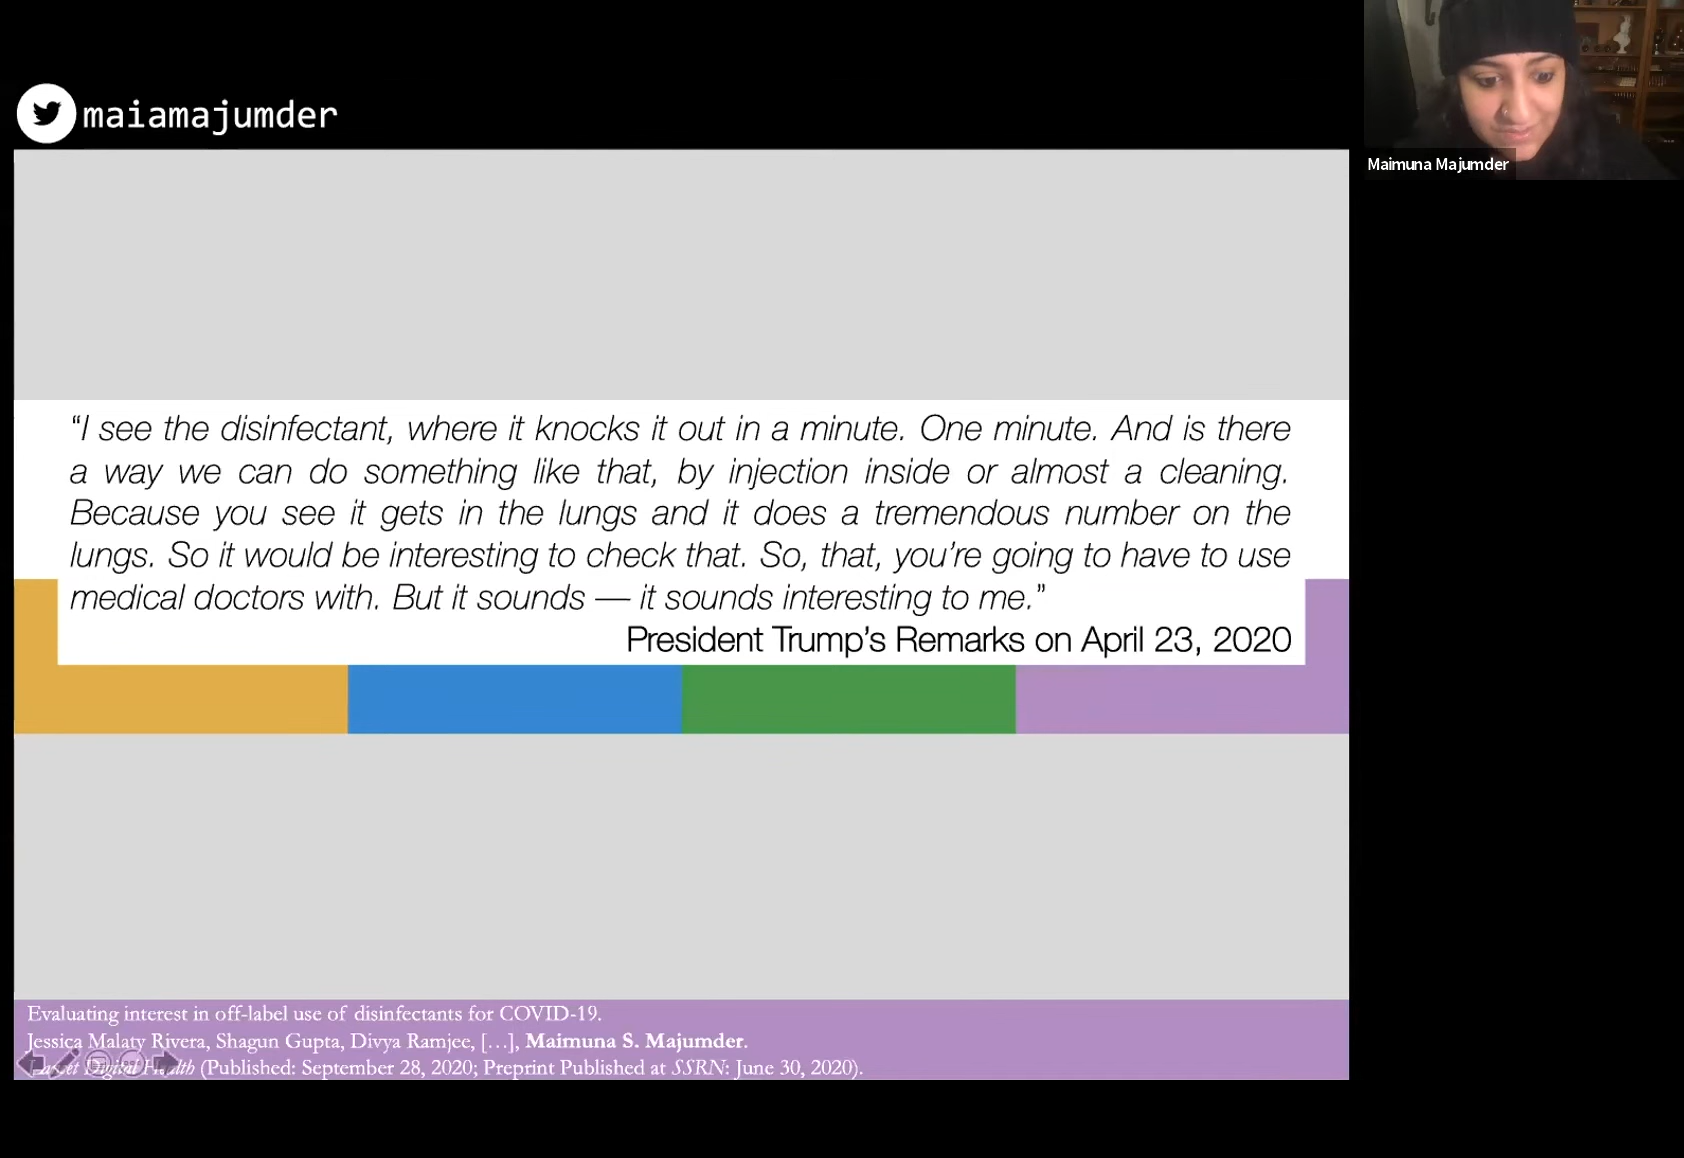 maiamajumder
Maimuna Majumder
“I see the disinfectant, where it knocks it out in a minute. One minute. And is there
a way we can do something like that, by injection inside or almost a cleaning.
Because you see it gets in the lungs and it does a tremendous number on the
lungs. So it would be interesting to check that. So, that, you’re going to have to use
medical doctors with. But it sounds — it sounds interesting to me.”
President Trump’s Remarks on April 23, 2020
Evaluating interest in off-label use of disinfectants for COVID-19.
Jessica Malaty Rivera, Shagun Gupta, Divya Ramjee, […], Maimuna S. Majumder.
Lancet Digital Health (Published: September 28, 2020; Preprint Published at SSRN: June 30, 2020).